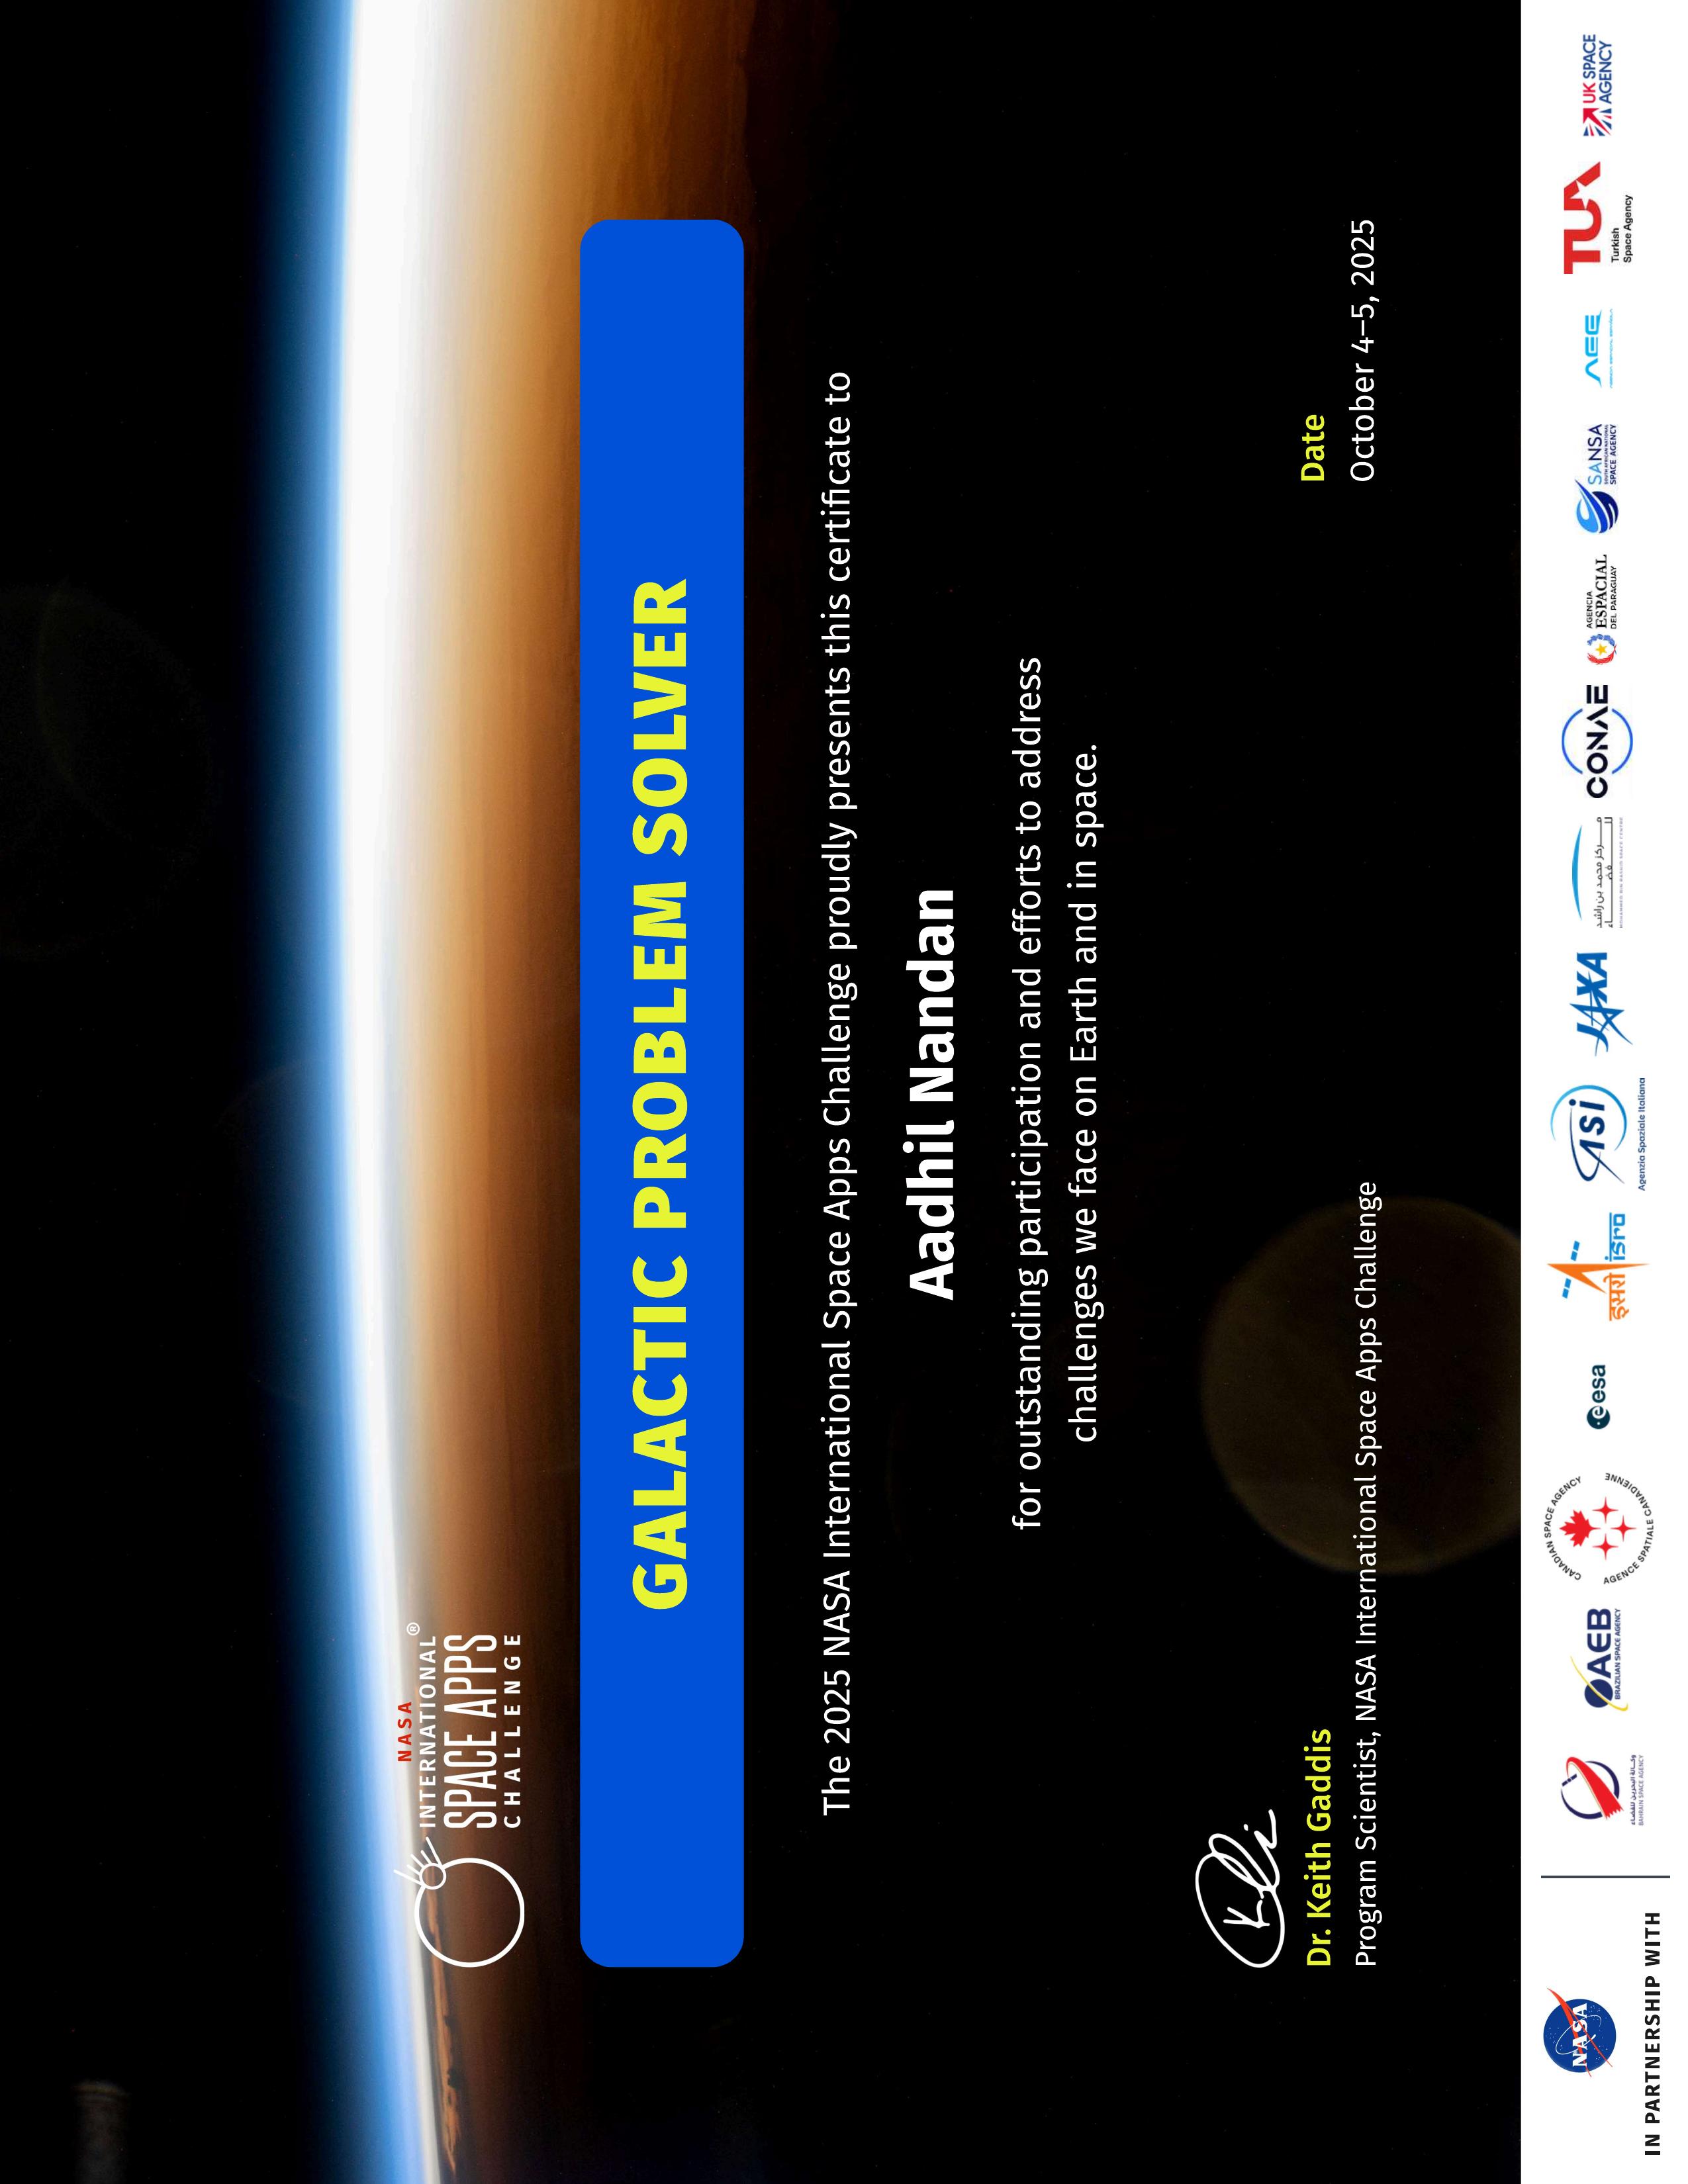 NASA
INTERNATIONAL®
SPACE APPS
CHALLENGE
GALACTIC PROBLEM SOLVER
The 2025 NASA International Space Apps Challenge proudly presents this certificate to
Aadhil Nandan
for outstanding participation and efforts to address
challenges we face on Earth and in space.
Dr. Keith Gaddis
Program Scientist, NASA International Space Apps Challenge
Date
October 4–5, 2025
NASA
IN PARTNERSHIP WITH
وكالة البحرين للفضاء
BAHRAIN SPACE AGENCY
AEB
BRAZILIAN SPACE AGENCY
CANADIAN SPACE AGENCY
AGENCE SPATIALE CANADIENNE
esa
इसरो isro
ASI
Agenzia Spaziale Italiana
JAXA
مركز محمد بن راشد
للفضاء
MOHAMMED BIN RASHID SPACE CENTRE
CONAE
AGENCIA
ESPACIAL
DEL PARAGUAY
SANSA
SOUTH AFRICAN NATIONAL
SPACE AGENCY
AEE
AGENCIA ESPACIAL ESPAÑOLA
TUA
Turkish
Space Agency
UK SPACE
AGENCY